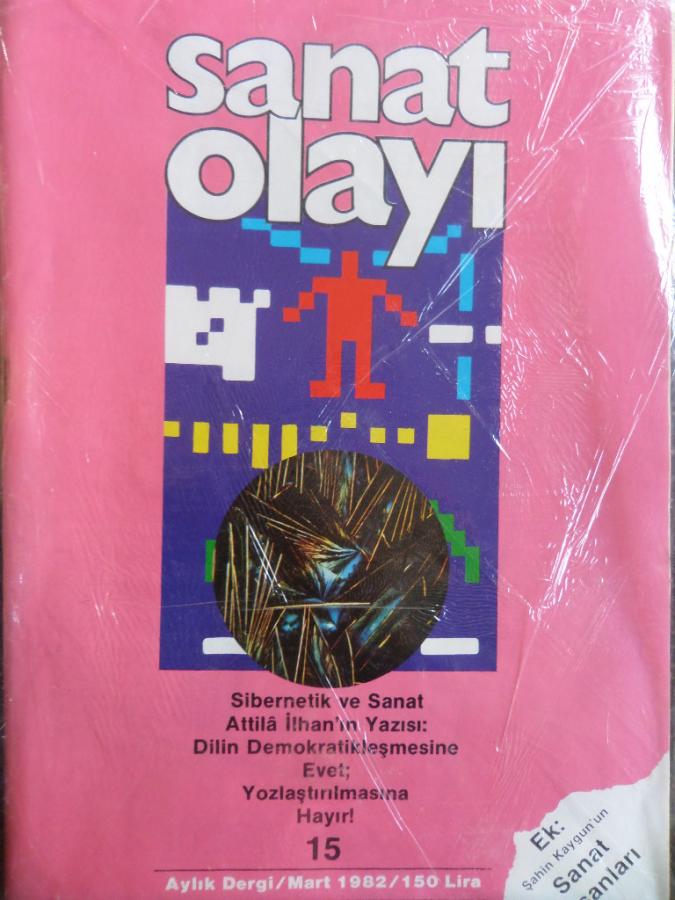 sanat
olayı
Sibernetik ve Sanat
Attilâ İlhan'ın Yazısı:
Dilin Demokratikleşmesine
Evet;
Yozlaştırılmasına
Hayır!
15
Aylık Dergi/Mart 1982/150 Lira
Ek:
Şahin Kaygun'un
Sanat
sanları